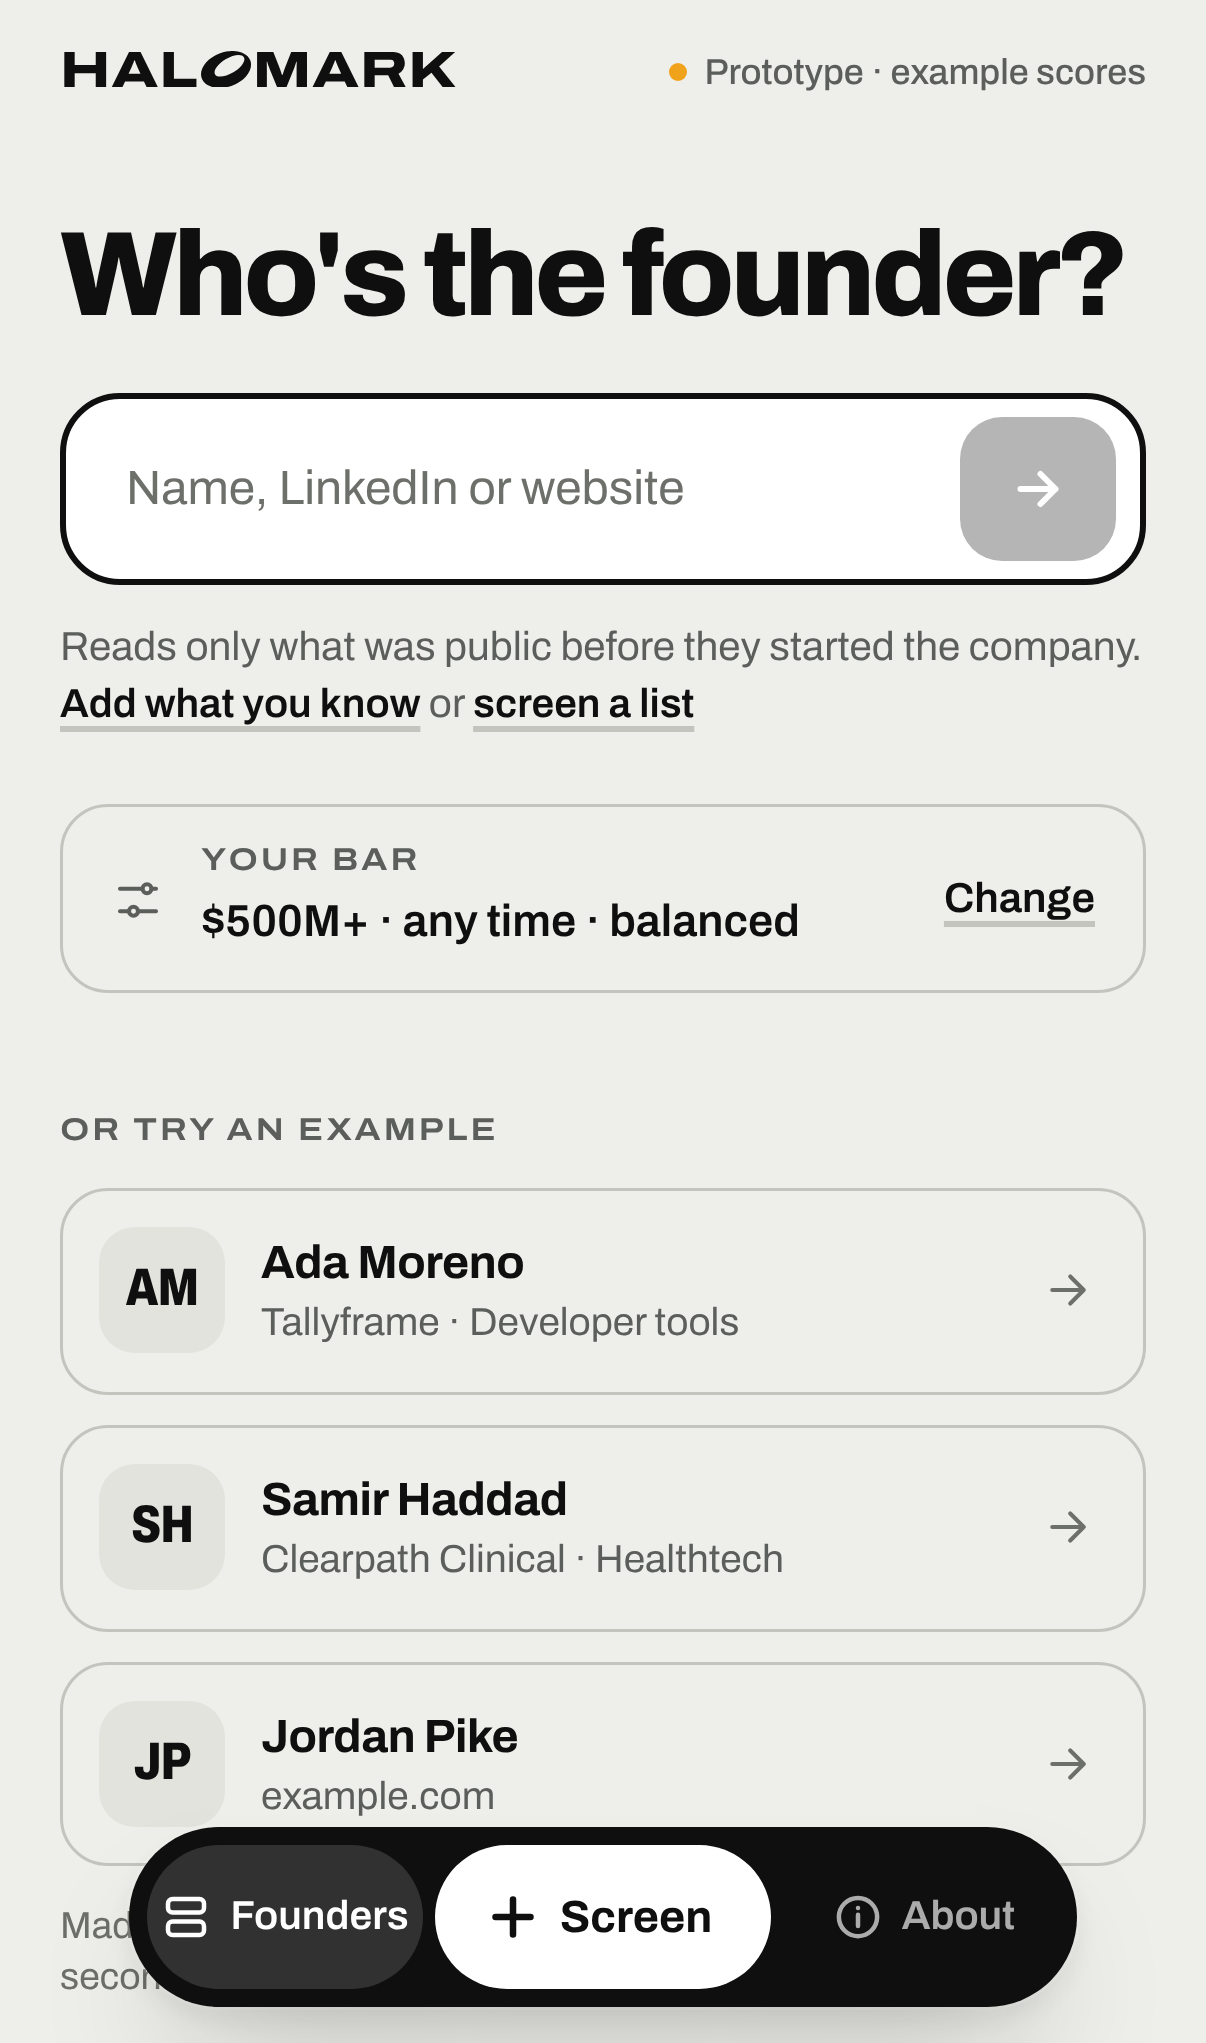 HALOMARK
Prototype · example scores
Who's the founder?
Name, LinkedIn or website
Reads only what was public before they started the company.
Add what you know or screen a list
YOUR BAR
$500M+ · any time · balanced
Change
OR TRY AN EXAMPLE
AM
Ada Moreno
Tallyframe · Developer tools
SH
Samir Haddad
Clearpath Clinical · Healthtech
JP
Jordan Pike
example.com
Founders
Screen
About